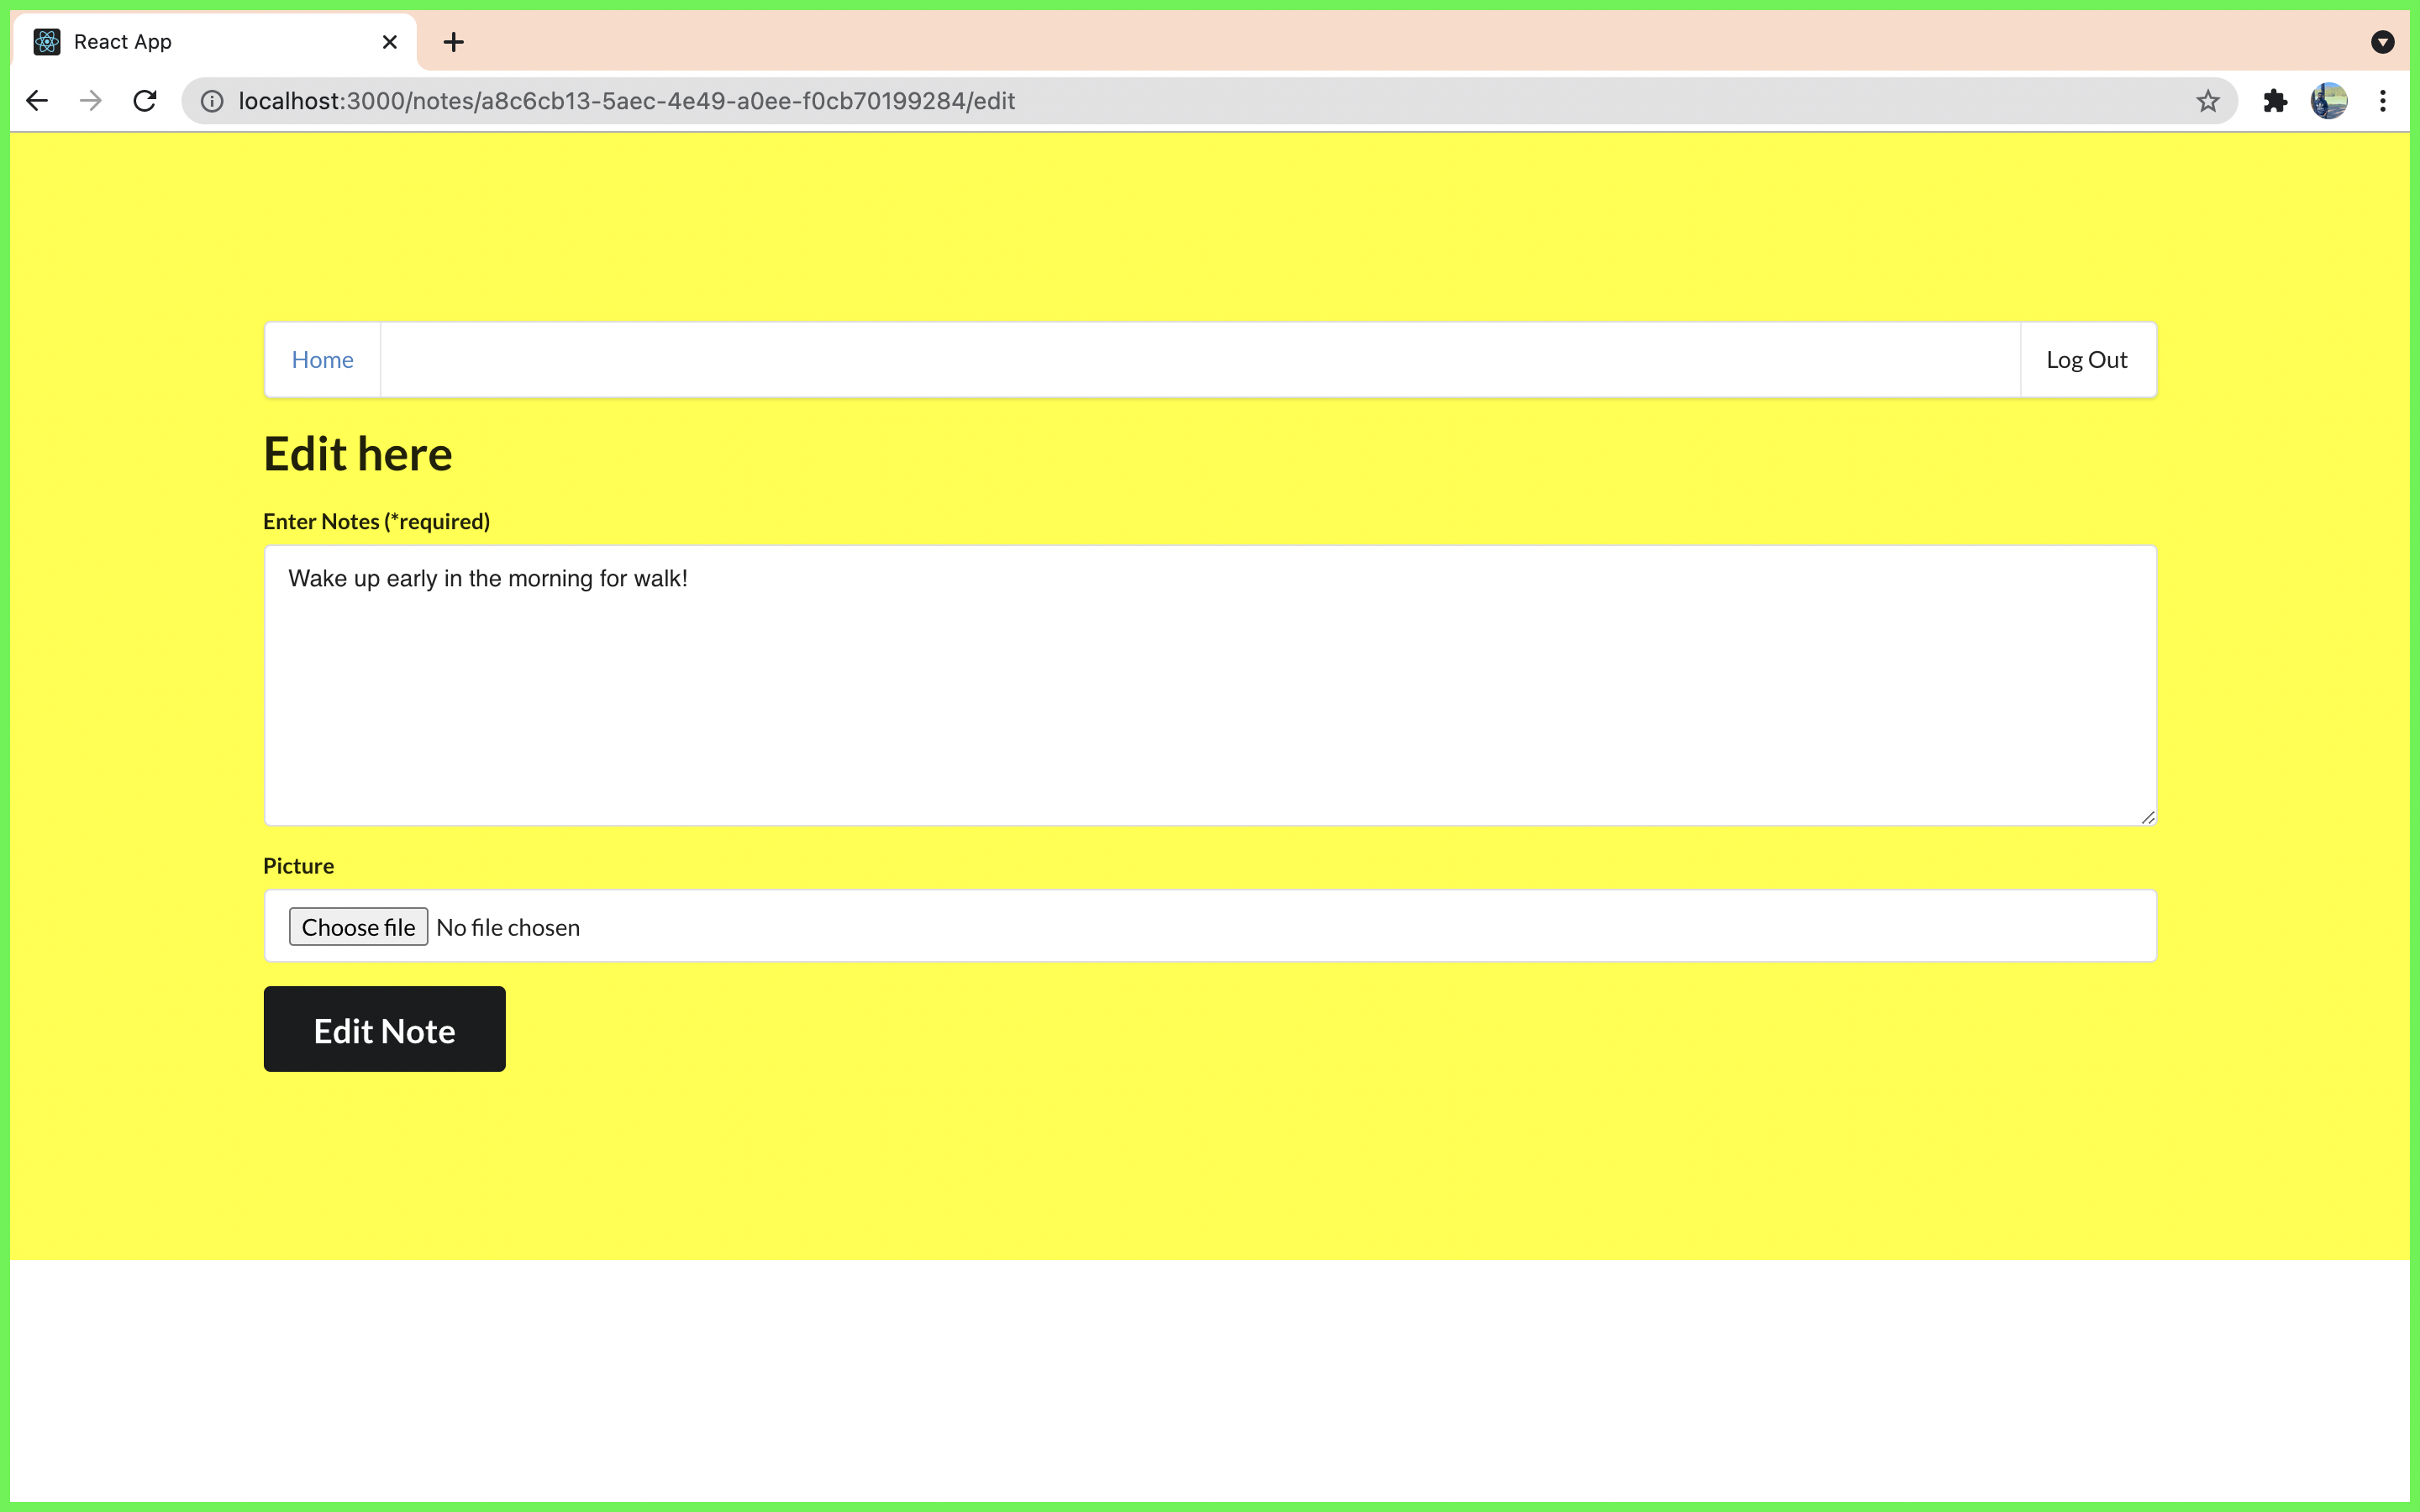 React App
localhost:3000/notes/a8c6cb13-5aec-4e49-a0ee-f0cb70199284/edit
Home Log Out
Edit here
Enter Notes (*required)
Wake up early in the morning for walk!
Picture
Choose file No file chosen
Edit Note